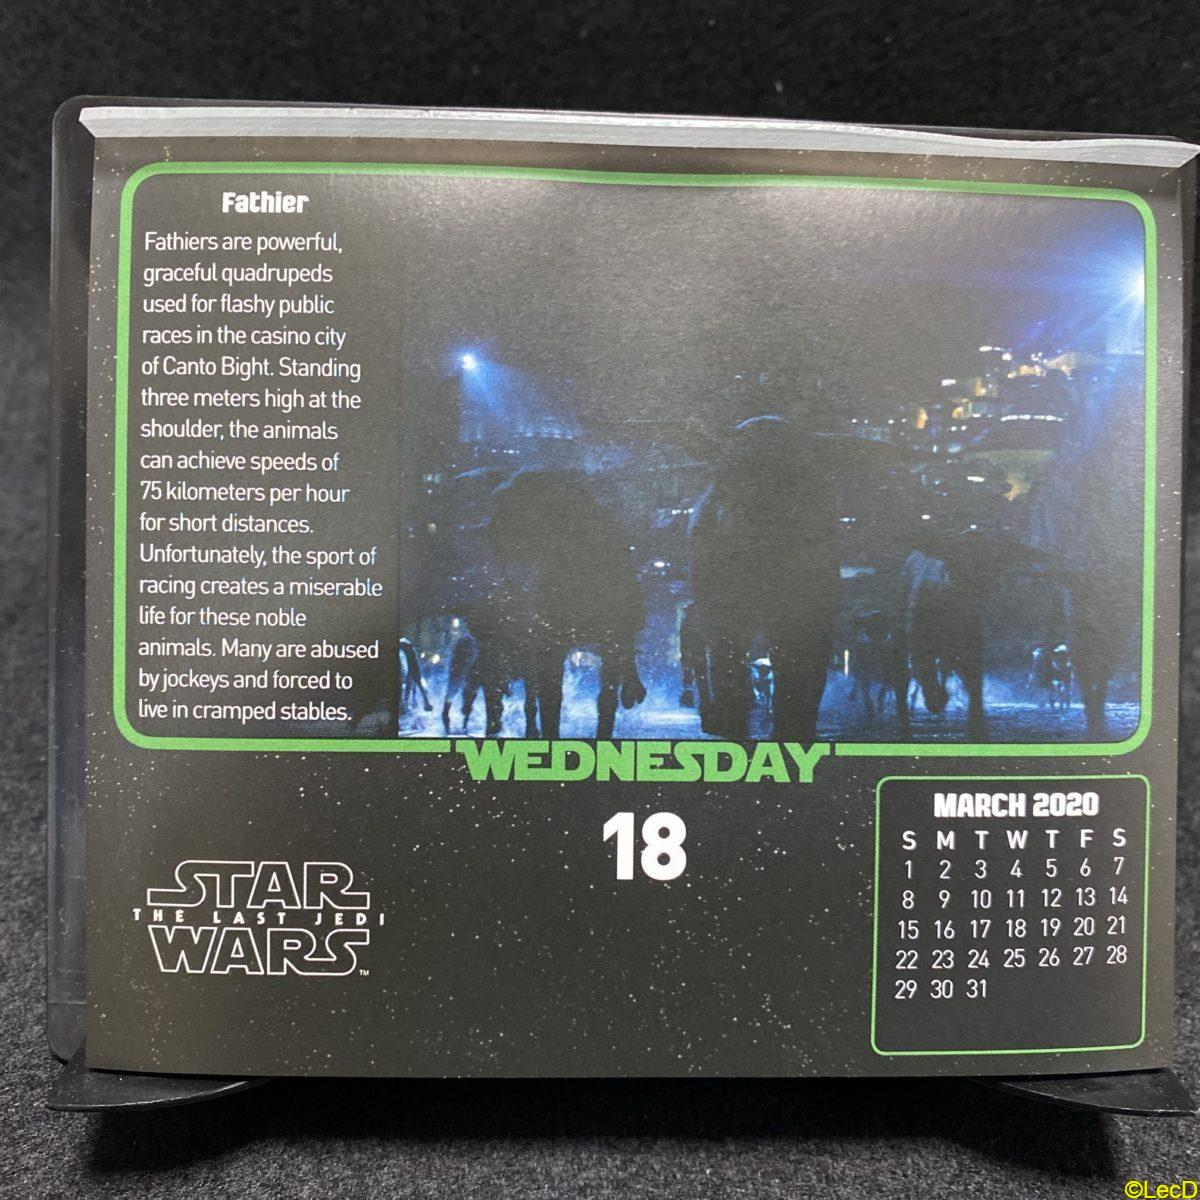 Fathier
Fathiers are powerful,
graceful quadrupeds
used for flashy public
races in the casino city
of Canto Bight. Standing
three meters high at the
shoulder, the animals
can achieve speeds of
75 kilometers per hour
for short distances.
Unfortunately, the sport of
racing creates a miserable
life for these noble
animals. Many are abused
by jockeys and forced to
live in cramped stables.
WEDNESDAY
18
STAR
THE LAST JEDI
WARS™
MARCH 2020
S M T W T F S
1 2 3 4 5 6 7
8 9 10 11 12 13 14
15 16 17 18 19 20 21
22 23 24 25 26 27 28
29 30 31
©LecD